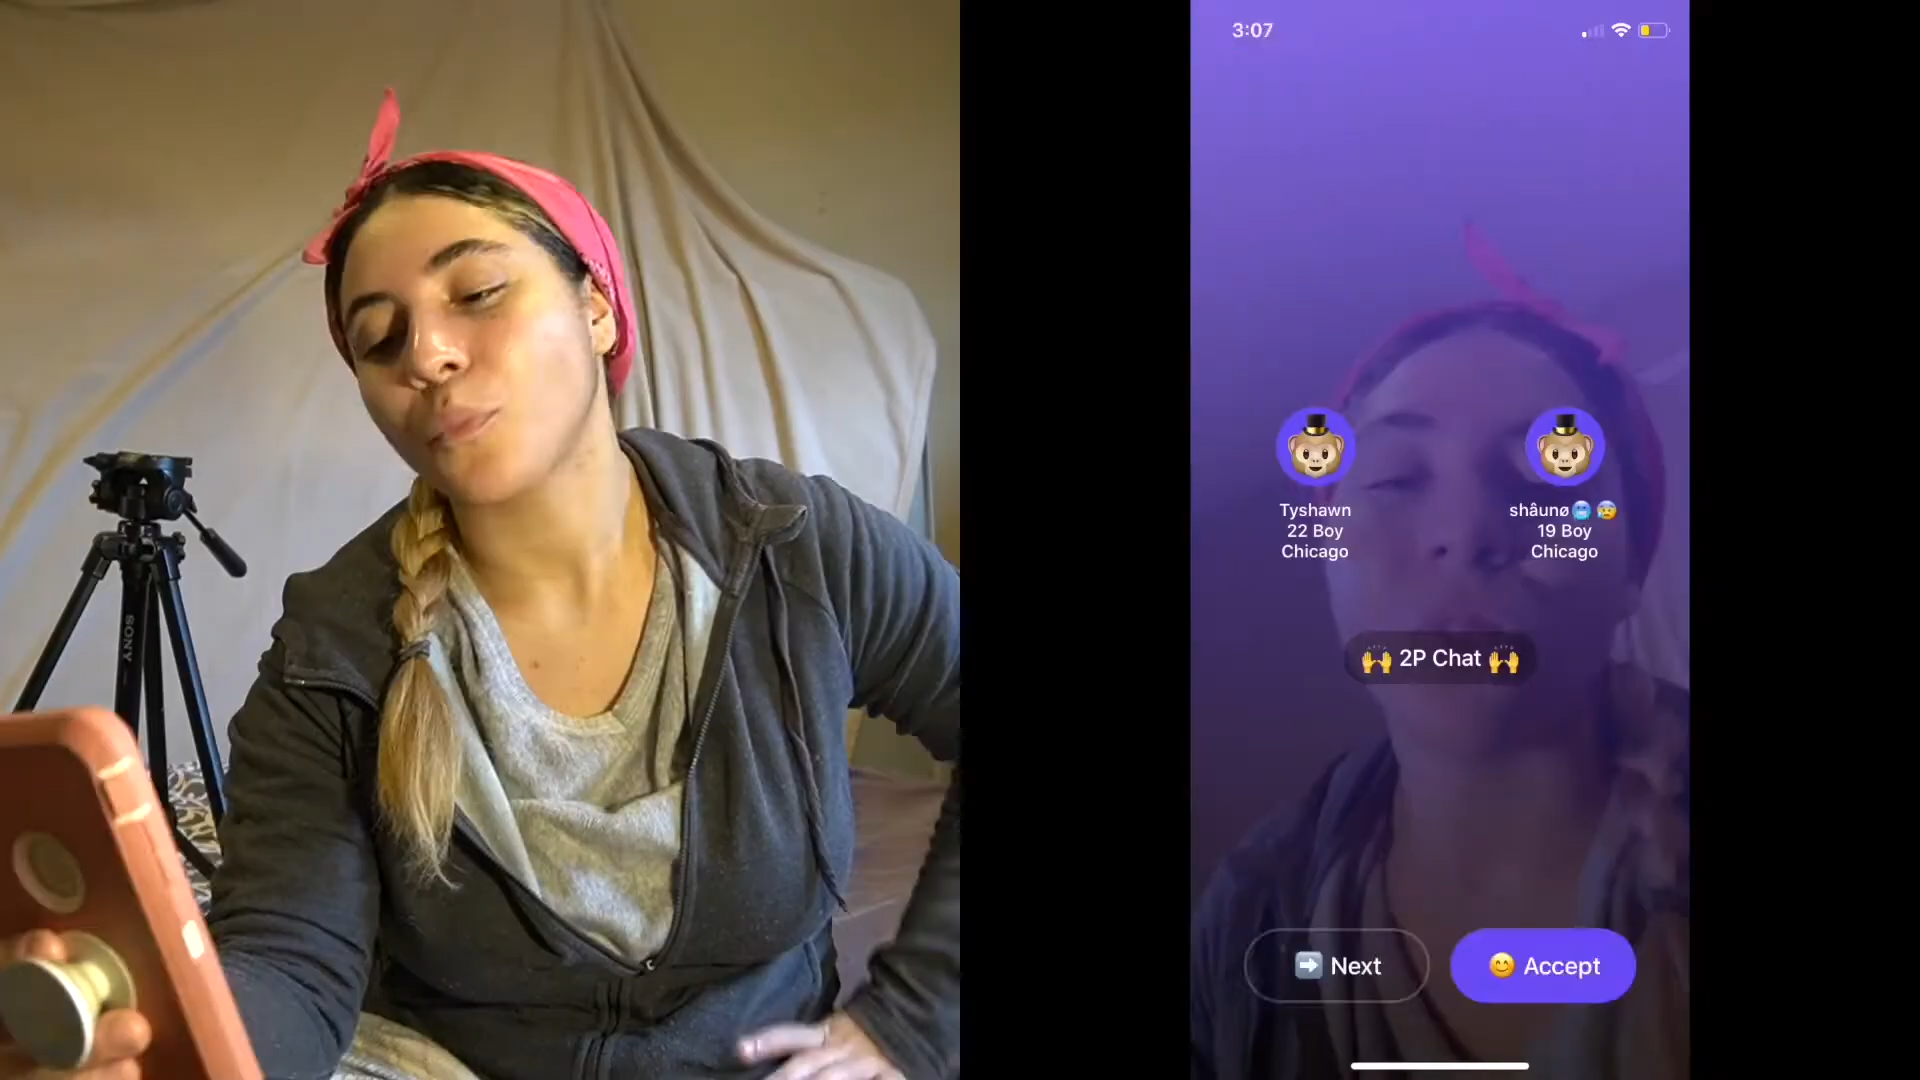 SONY
3:07
Tyshawn
22 Boy
Chicago
shâunø🥶😰
19 Boy
Chicago
🙌 2P Chat 🙌
➡️ Next
😊 Accept